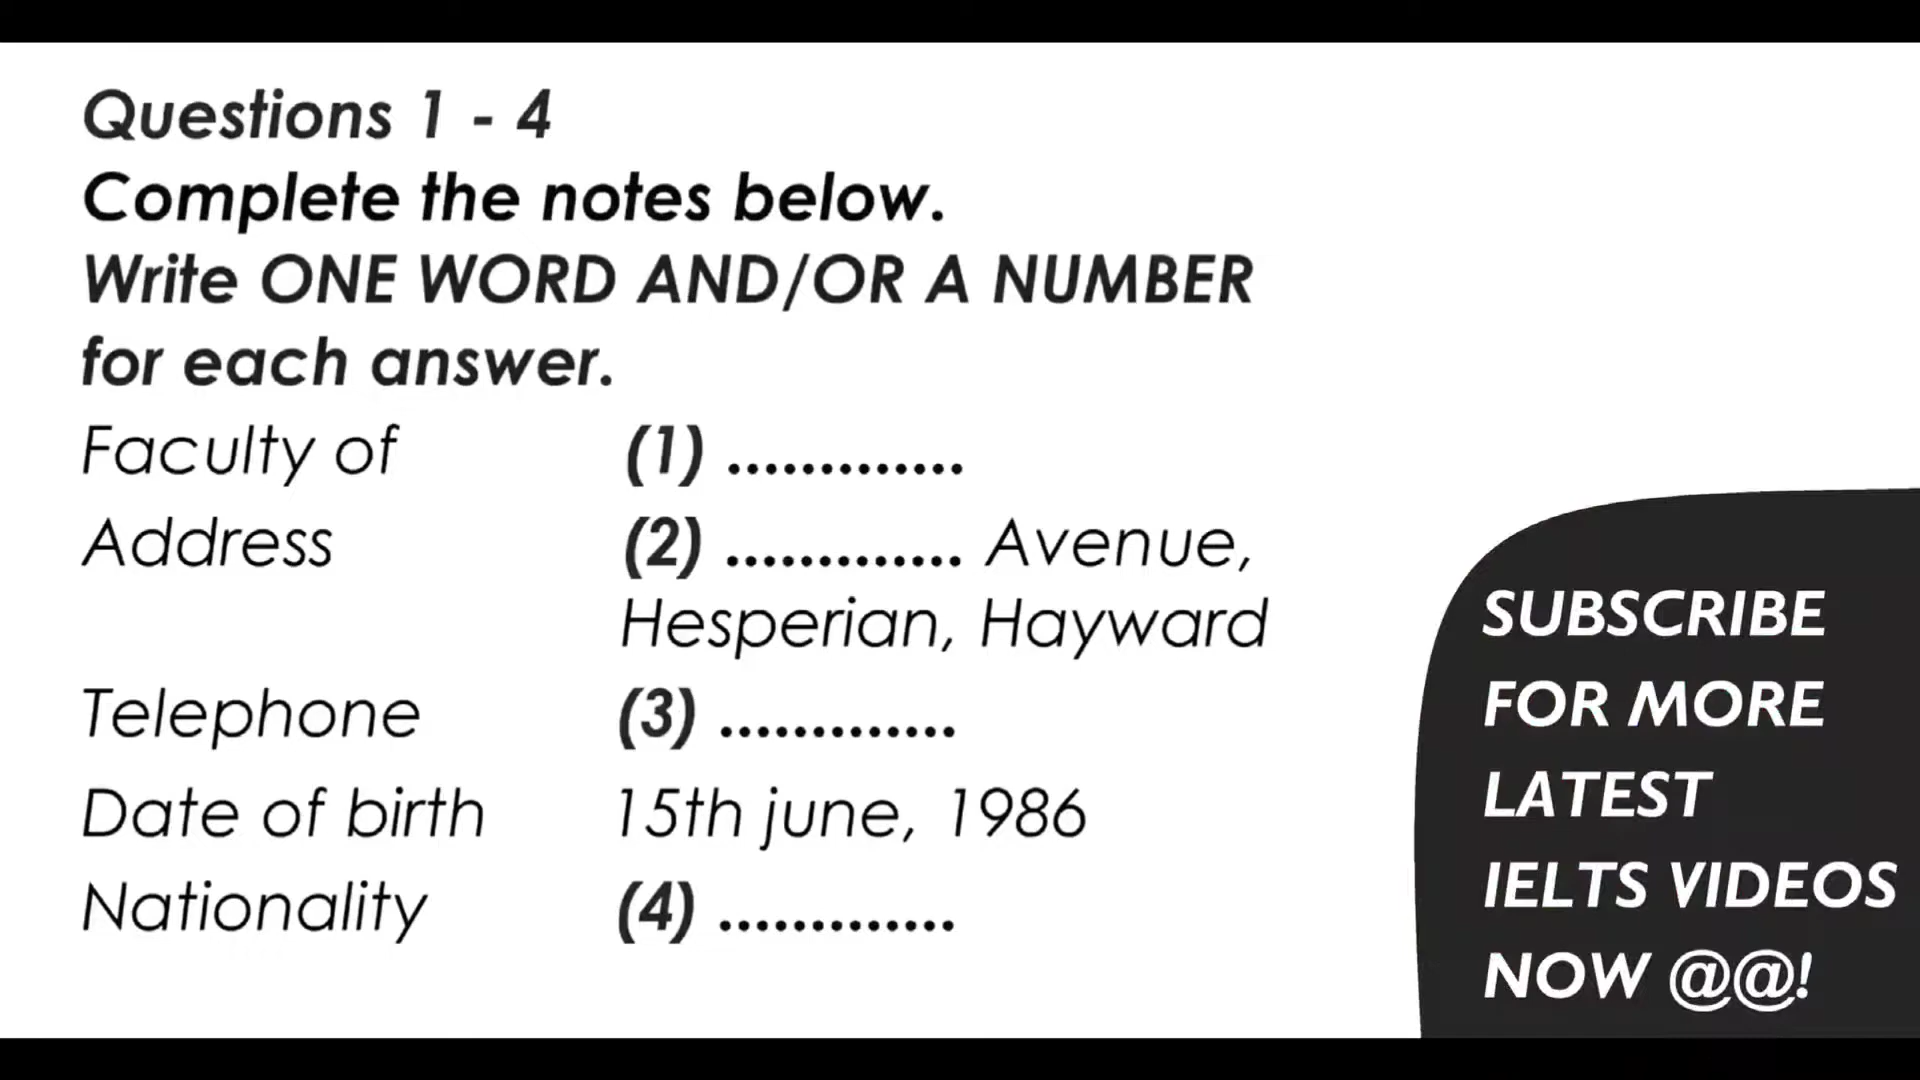 Questions 1 - 4
Complete the notes below.
Write ONE WORD AND/OR A NUMBER
for each answer.
Faculty of (1) .............
Address (2) ............. Avenue,
Hesperian, Hayward
Telephone (3) .............
Date of birth 15th june, 1986
Nationality (4) .............
SUBSCRIBE
FOR MORE
LATEST
IELTS VIDEOS
NOW @@!